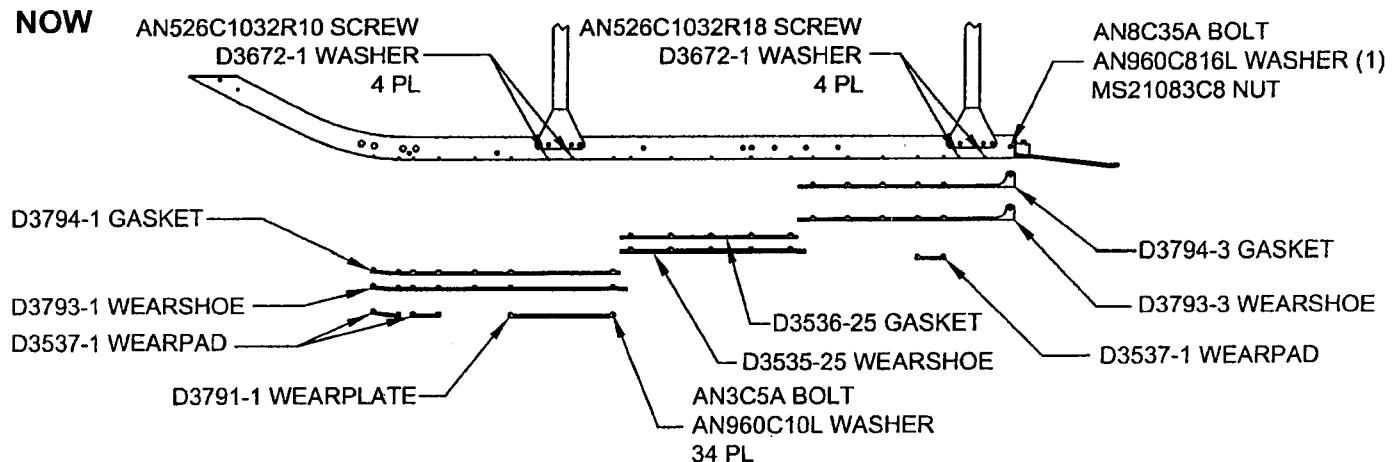 NOW
AN526C1032R10 SCREW
D3672-1 WASHER
4 PL
AN526C1032R18 SCREW
D3672-1 WASHER
4 PL
AN8C35A BOLT
AN960C816L WASHER (1)
MS21083C8 NUT
D3794-1 GASKET
D3793-1 WEARSHOE
D3537-1 WEARPAD
D3791-1 WEARPLATE
D3794-3 GASKET
D3793-3 WEARSHOE
D3537-1 WEARPAD
D3536-25 GASKET
D3535-25 WEARSHOE
AN3C5A BOLT
AN960C10L WASHER
34 PL